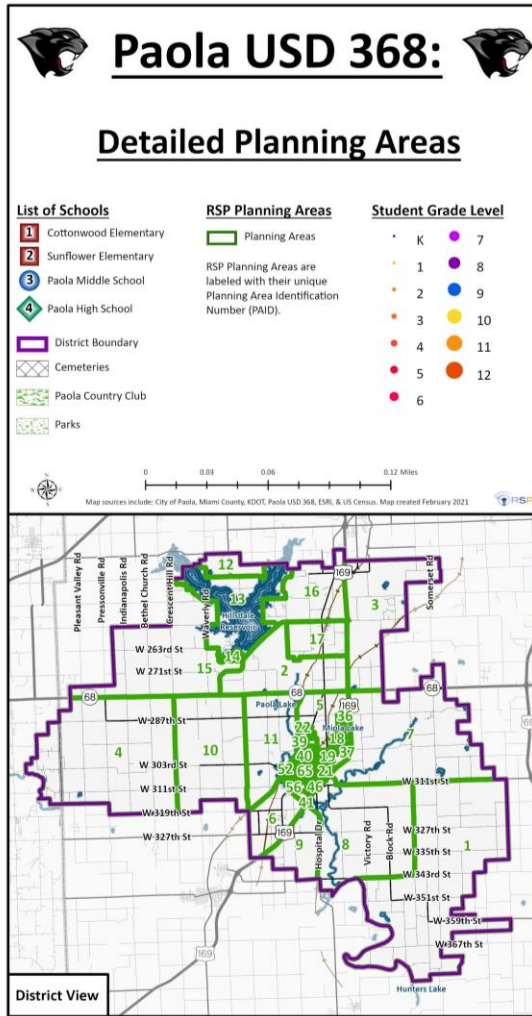 Paola USD 368:
Detailed Planning Areas
List of Schools
1 Cottonwood Elementary
2 Sunflower Elementary
3 Paola Middle School
4 Paola High School
District Boundary
Cemeteries
Paola Country Club
Parks
RSP Planning Areas
Planning Areas
RSP Planning Areas are
labeled with their unique
Planning Area Identification
Number (PAID).
Student Grade Level
K
1
2
3
4
5
6
7
8
9
10
11
12
N
0 0.03 0.06 0.12 Miles
Map sources include: City of Paola, Miami County, KDOT, Paola USD 368, ESRI, & US Census. Map created February 2021
RSP
Pleasant Valley Rd
Pressonville Rd
Indianapolis Rd
Bethel Church Rd
Crescent Hill Rd
Waverly Rd
Somerset Rd
12
169
16
3
13
Hillsdale
Reservoir
17
W 263rd St
14
W 271st St
15
2
68
68
68
Paola Lake
5
169
36
W 287th St
22
Miola Lake
7
4
10
11
39
18
37
W 303rd St
40
19
52
65
21
W 311st St
W 311st St
56
46
W 319th St
41
6
W 327th St
169
9
Hospital Dr
8
Victory Rd
Block Rd
W 327th St
W 335th St
1
W 343rd St
W 351st St
W 359th St
W 367th St
169
Hunters Lake
District View